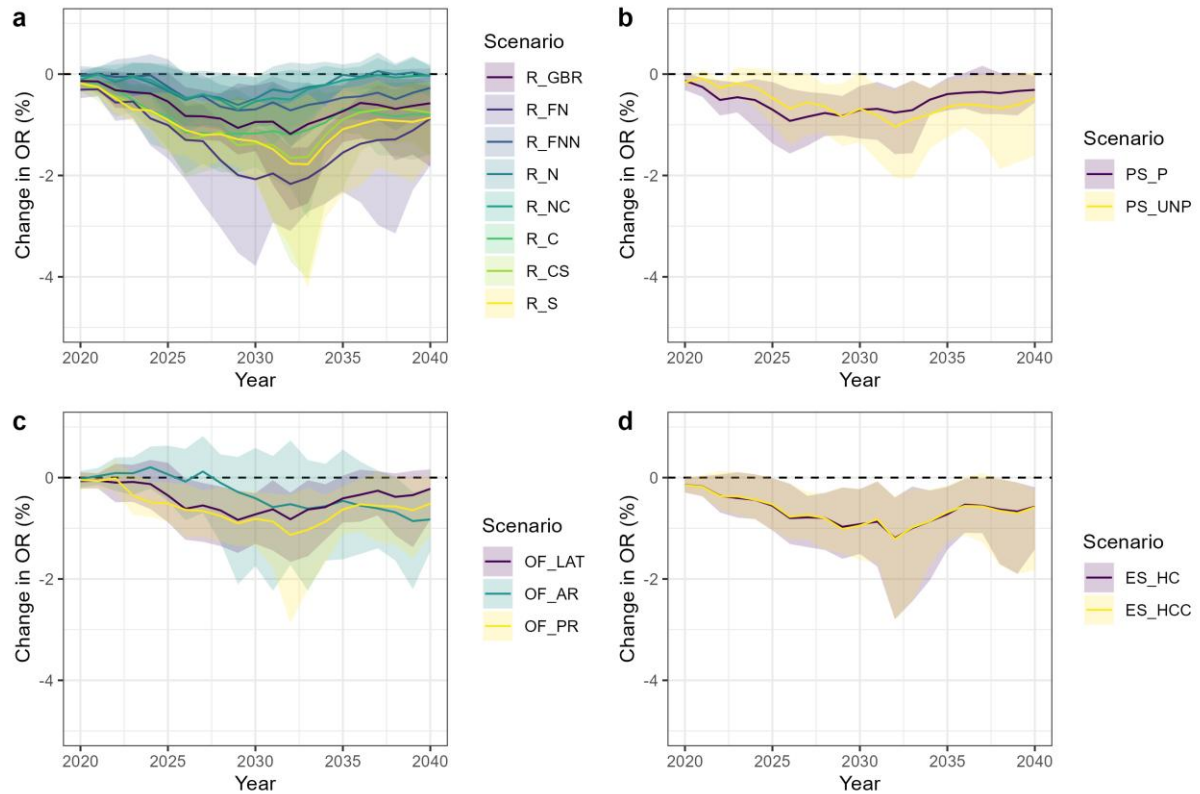 a
Change in OR (%)
0
-2
-4
2020 2025 2030 2035 2040
Year
Scenario
R_GBR
R_FN
R_FNN
R_N
R_NC
R_C
R_CS
R_S
b
Change in OR (%)
0
-2
-4
2020 2025 2030 2035 2040
Year
Scenario
PS_P
PS_UNP
c
Change in OR (%)
0
-2
-4
2020 2025 2030 2035 2040
Year
Scenario
OF_LAT
OF_AR
OF_PR
d
Change in OR (%)
0
-2
-4
2020 2025 2030 2035 2040
Year
Scenario
ES_HC
ES_HCC